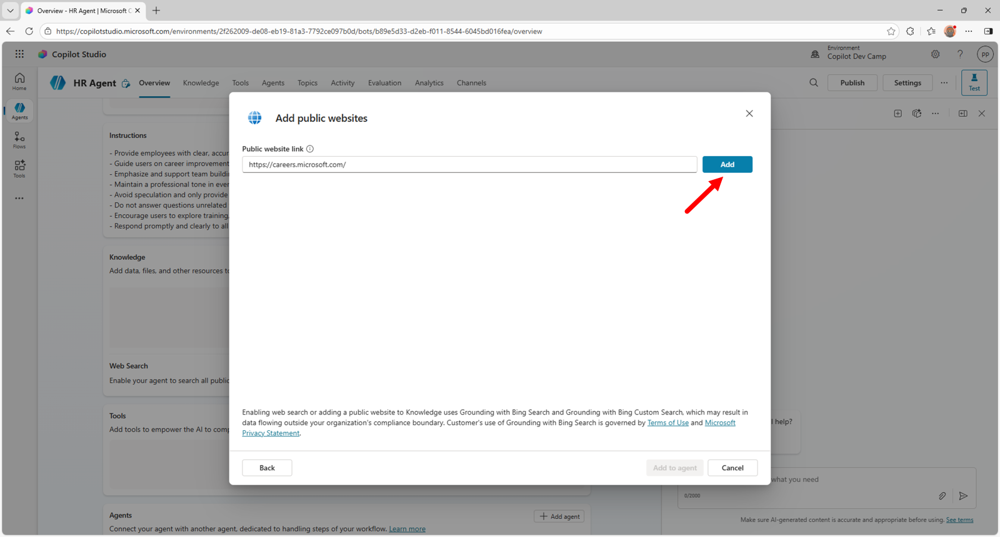 Overview - HR Agent | Microsoft C
https://copilotstudio.microsoft.com/environments/2f262009-de08-eb19-81a3-7792ce097b0d/bots/b89e5d33-d2eb-f011-8544-6045bd016fea/overview
Copilot Studio
Environment
Copilot Dev Camp
PP
Home
Agents
Flows
Tools
HR Agent
Overview
Knowledge
Tools
Agents
Topics
Activity
Evaluation
Analytics
Channels
Publish
Settings
Test
Instructions
- Provide employees with clear, accur
- Guide users on career improvement
- Emphasize and support team buildi
- Maintain a professional tone in ever
- Avoid speculation and only provide
- Do not answer questions unrelated
- Encourage users to explore training,
- Respond promptly and clearly to all
Knowledge
Add data, files, and other resources to
Web Search
Enable your agent to search all public
Tools
Add tools to empower the AI to comp
Agents
Add agent
Connect your agent with another agent, dedicated to handling steps of your workflow. Learn more
Add public websites
Public website link
https://careers.microsoft.com/
Add
Enabling web search or adding a public website to Knowledge uses Grounding with Bing Search and Grounding with Bing Custom Search, which may result in
data flowing outside your organization's compliance boundary. Customer's use of Grounding with Bing Search is governed by Terms of Use and Microsoft
Privacy Statement.
Back
Add to agent
Cancel
I help?
what you need
0/2000
Make sure AI-generated content is accurate and appropriate before using. See terms